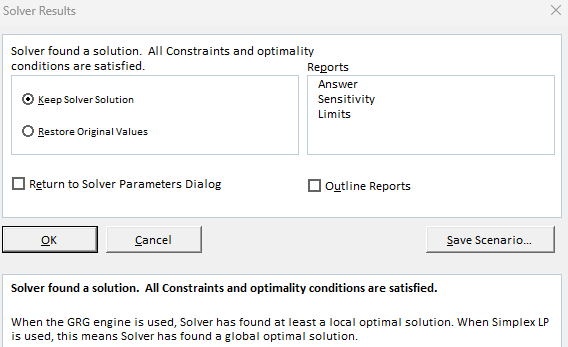 Solver Results
Solver found a solution.  All Constraints and optimality
conditions are satisfied.
Reports
Answer
Sensitivity
Limits
Keep Solver Solution
Restore Original Values
Return to Solver Parameters Dialog
Outline Reports
OK
Cancel
Save Scenario...
Solver found a solution.  All Constraints and optimality conditions are satisfied.
When the GRG engine is used, Solver has found at least a local optimal solution. When Simplex LP
is used, this means Solver has found a global optimal solution.